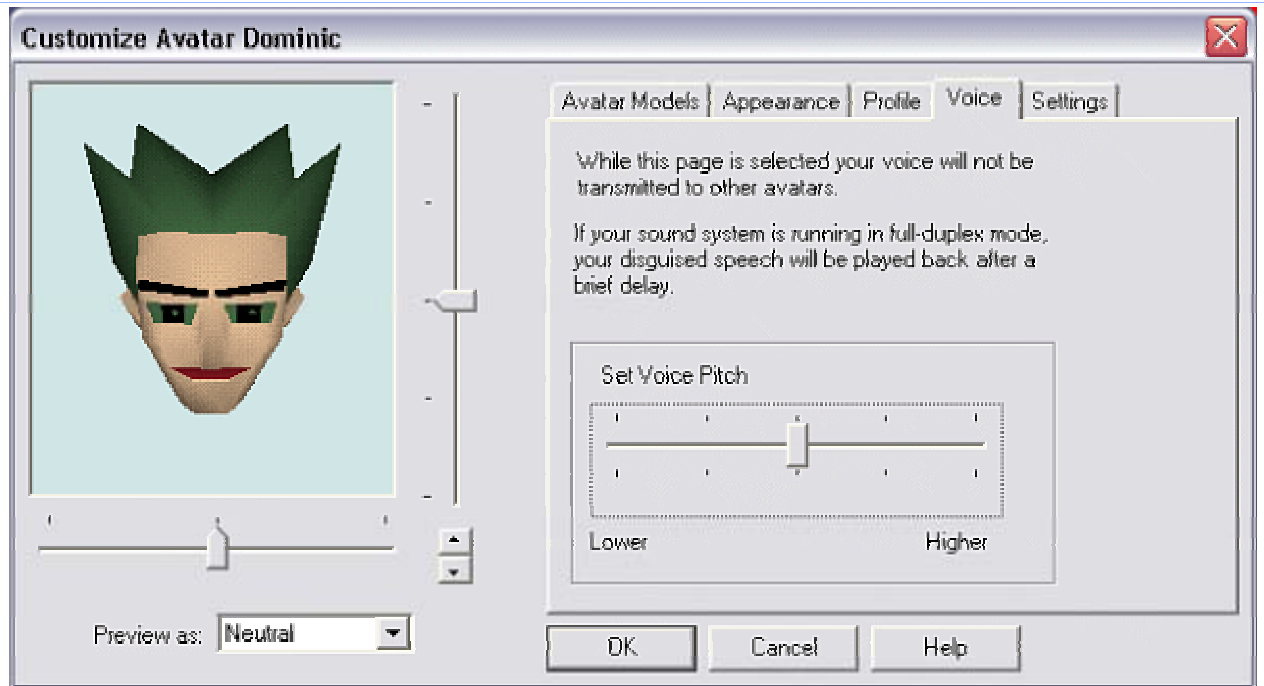 Customize Avatar Dominic
Avatar Models Appearance Profile Voice Settings
While this page is selected your voice will not be
transmitted to other avatars.
If your sound system is running in full-duplex mode,
your disguised speech will be played back after a
brief delay.
Set Voice Pitch
Lower Higher
Preview as: Neutral
OK Cancel Help